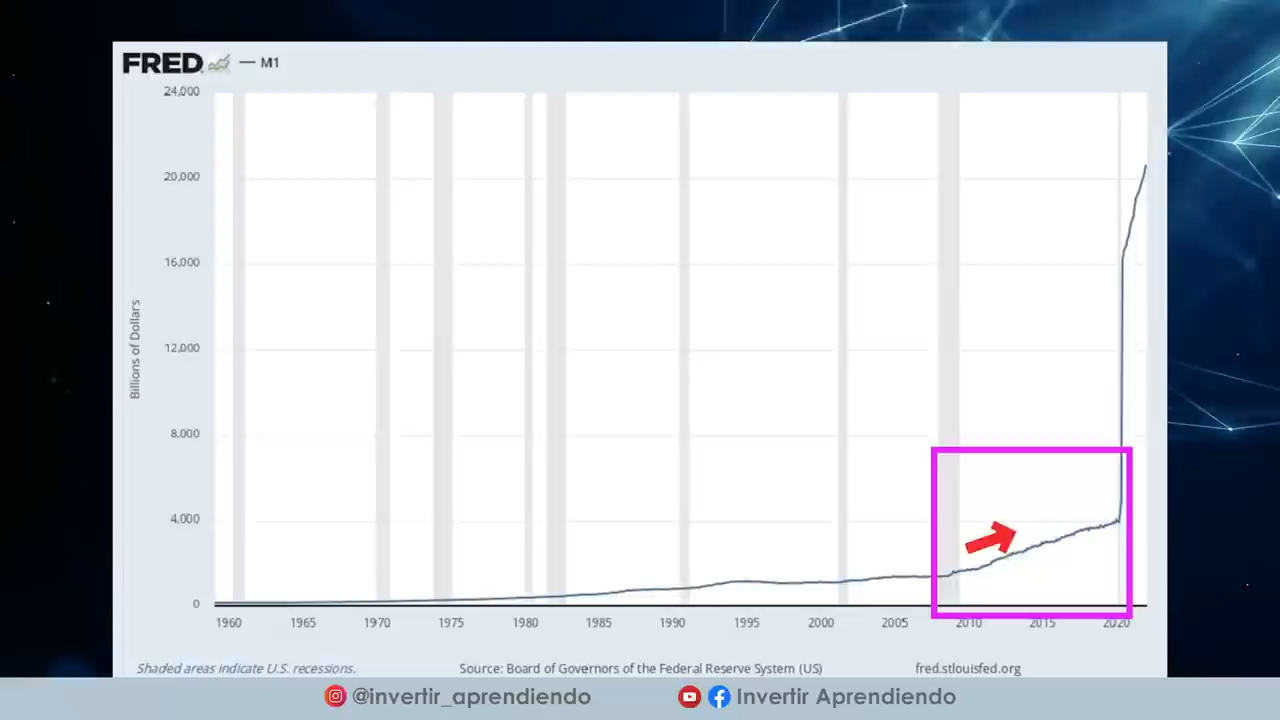 FRED — M1
24,000
20,000
16,000
12,000
8,000
4,000
0
Billions of Dollars
1960 1965 1970 1975 1980 1985 1990 1995 2000 2005 2010 2015 2020
Shaded areas indicate U.S. recessions. Source: Board of Governors of the Federal Reserve System (US) fred.stlouisfed.org
@invertir_aprendiendo Invertir Aprendiendo